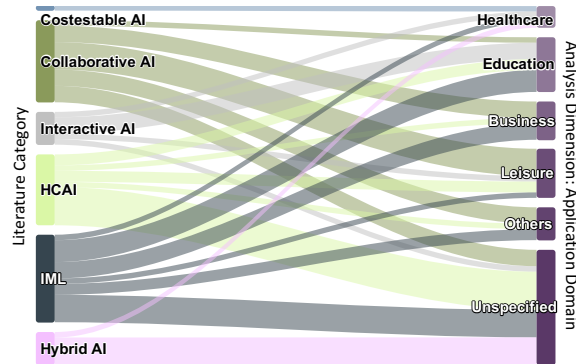 Literature Category
Costestable AI
Collaborative AI
Interactive AI
HCAI
IML
Hybrid AI
Healthcare
Education
Business
Leisure
Others
Unspecified
Analysis Dimension: Application Domain